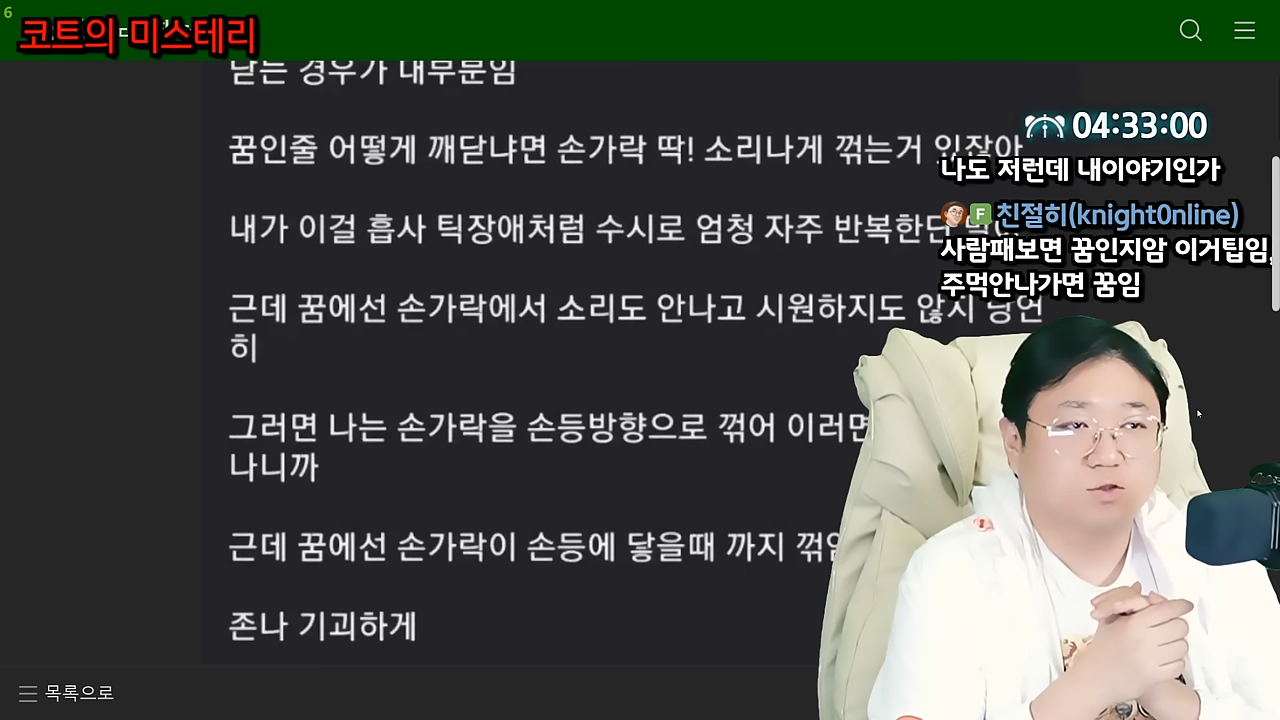 6
코트의 미스테리
닫는 경우가 대부분임
04:33:00
꿈인줄 어떻게 깨닫냐면 손가락 딱! 소리나게 꺾는거 있잖아
나도 저런데 내이야기인가
F 친절히(knight0nline)
내가 이걸 흡사 틱장애처럼 수시로 엄청 자주 반복한단
사람패보면 꿈인지암 이거팁임,
주먹안나가면 꿈임
근데 꿈에선 손가락에서 소리도 안나고 시원하지도 않지 당연
히
그러면 나는 손가락을 손등방향으로 꺾어 이러면
나니까
근데 꿈에선 손가락이 손등에 닿을때 까지
존나 기괴하게
목록으로